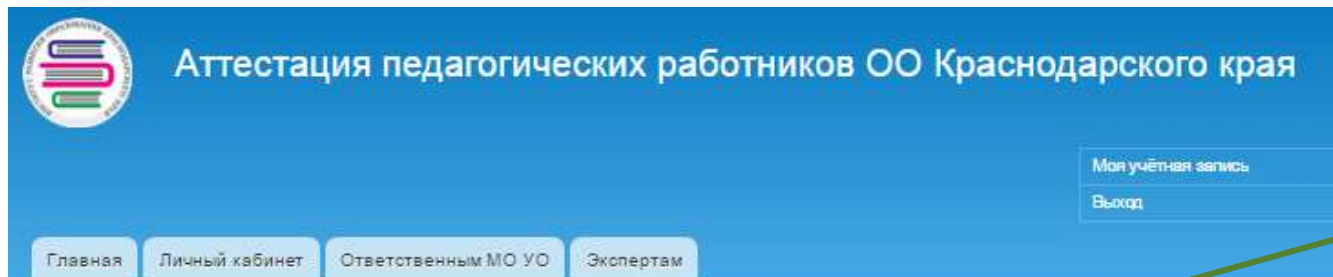 Аттестация педагогических работников ОО Краснодарского края
Моя учётная запись
Выход
Главная Личный кабинет Ответственным МО УО Экспертам